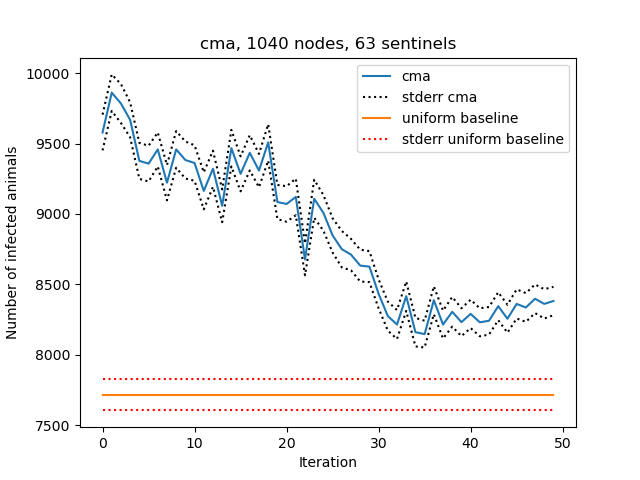 cma, 1040 nodes, 63 sentinels
cma
stderr cma
uniform baseline
stderr uniform baseline
Number of infected animals
10000
9500
9000
8500
8000
7500
0 10 20 30 40 50
Iteration